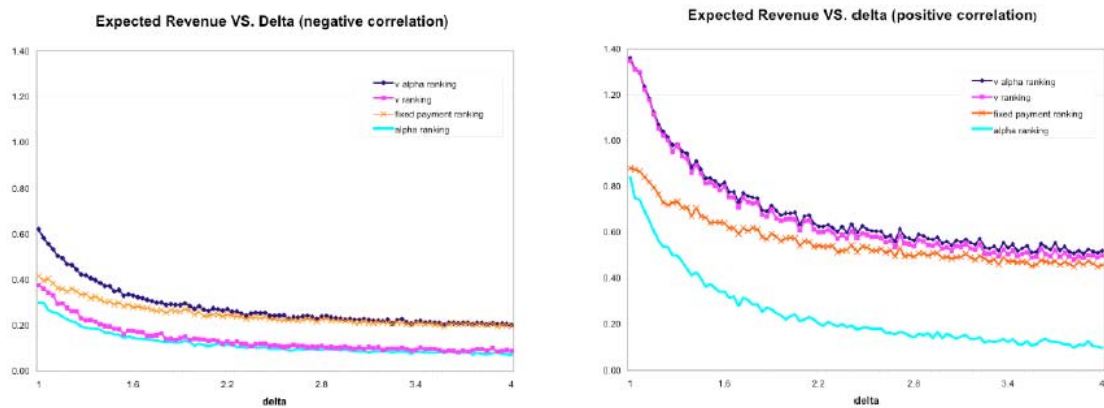 Expected Revenue VS. Delta (negative correlation)
1.40
1.20
1.00
0.80
0.60
0.40
0.20
0.00
v alpha ranking
v ranking
fixed payment ranking
alpha ranking
1 1.6 2.2 2.8 3.4 4
delta
Expected Revenue VS. delta (positive correlation)
1.40
1.20
1.00
0.80
0.60
0.40
0.20
0.00
v alpha ranking
v ranking
fixed payment ranking
alpha ranking
1 1.6 2.2 2.8 3.4 4
delta